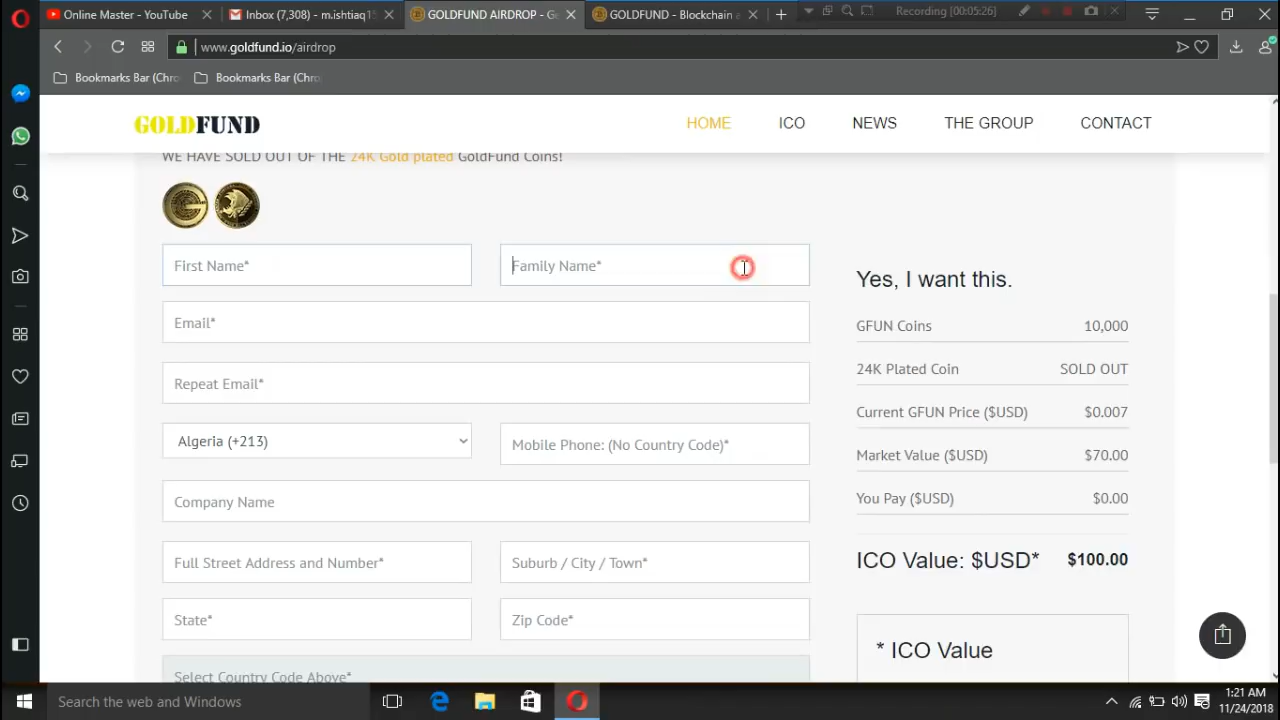 Online Master - YouTube
Inbox (7,308) - m.ishtiaq15
GOLDFUND AIRDROP - Go
GOLDFUND - Blockchain a
Recording [00:05:26]
www.goldfund.io/airdrop
Bookmarks Bar (Chro
Bookmarks Bar (Chro
GOLDFUND
HOME
ICO
NEWS
THE GROUP
CONTACT
WE HAVE SOLD OUT OF THE 24K Gold plated GoldFund Coins!
First Name*
Family Name*
Email*
Repeat Email*
Algeria (+213)
Mobile Phone: (No Country Code)*
Company Name
Full Street Address and Number*
Suburb / City / Town*
State*
Zip Code*
Select Country Code Above*
Yes, I want this.
GFUN Coins 10,000
24K Plated Coin SOLD OUT
Current GFUN Price ($USD) $0.007
Market Value ($USD) $70.00
You Pay ($USD) $0.00
ICO Value: $USD* $100.00
* ICO Value
Search the web and Windows
1:21 AM
11/24/2018